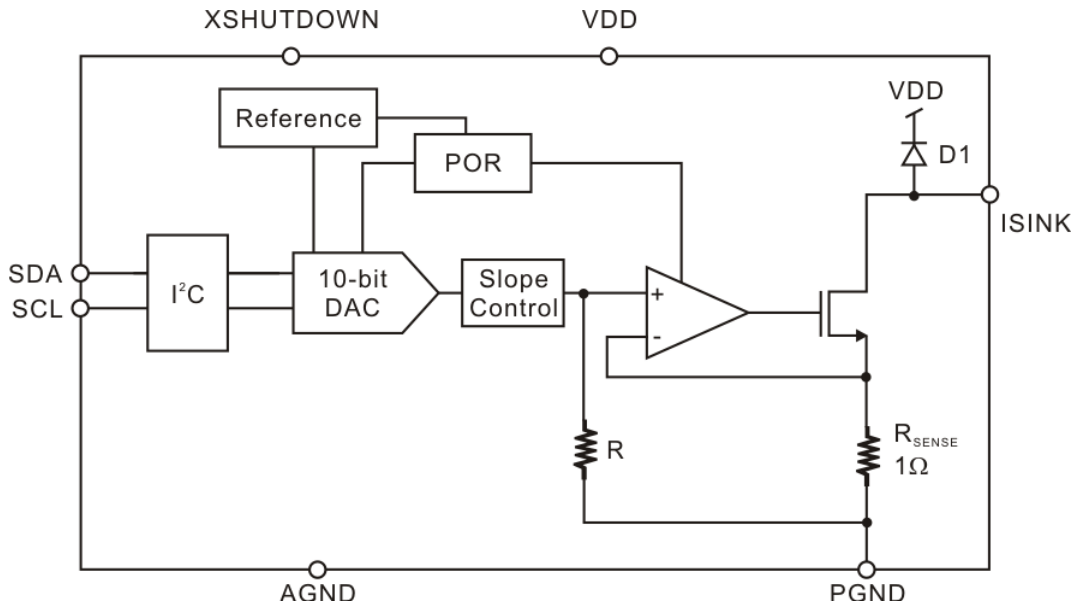 XSHUTDOWN
VDD
Reference
POR
VDD
D1
ISINK
SDA
SCL
I²C
10-bit
DAC
Slope
Control
+
-
R
RSENSE
1Ω
AGND
PGND